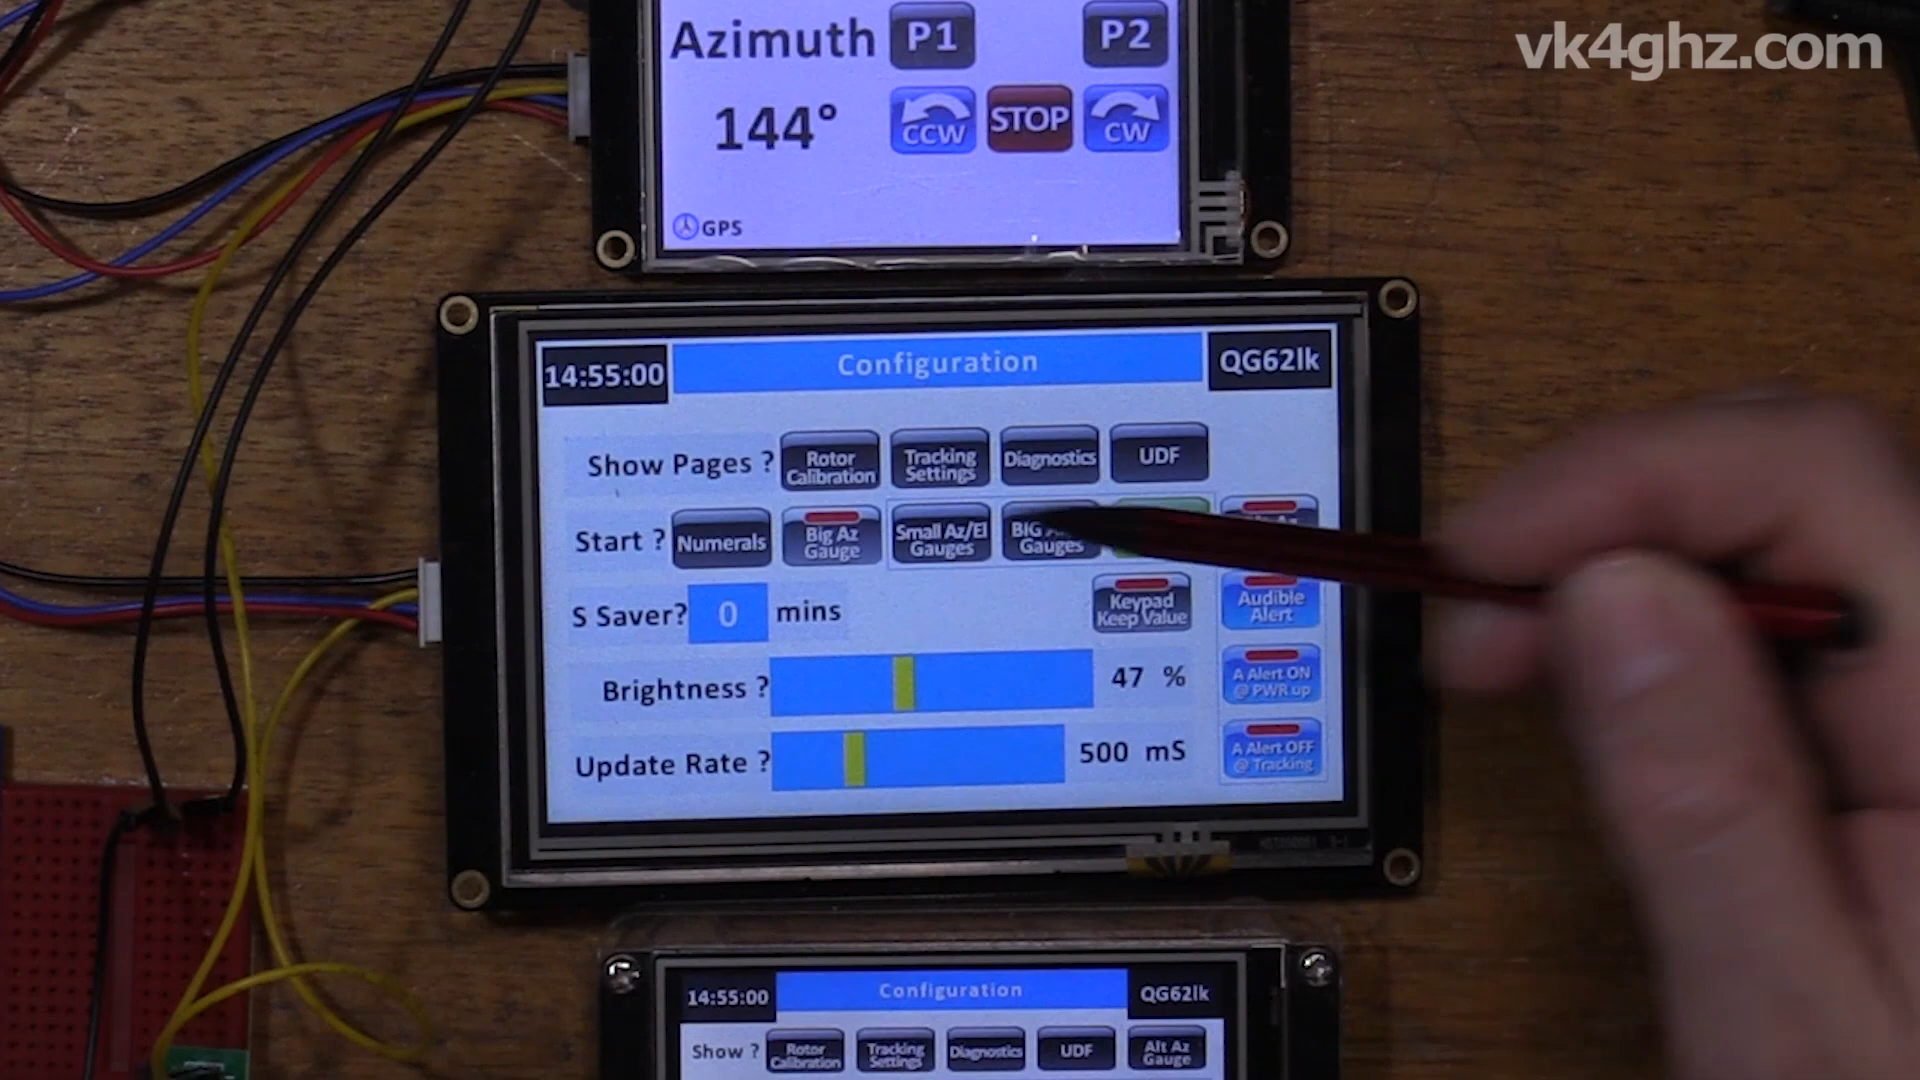 vk4ghz.com
Azimuth P1 P2
144° CCW STOP CW
GPS
14:55:00 Configuration QG62lk
Show Pages ? Rotor Calibration Tracking Settings Diagnostics UDF
Start ? Numerals Big Az Gauge Small Az/El Gauges BIG Gauges
S Saver? 0 mins Keypad Keep Value Audible Alert
Brightness ? 47 % A Alert ON @ PWR up
Update Rate ? 500 mS A Alert OFF @ Tracking
14:55:00 Configuration QG62lk
Show ? Rotor Calibration Tracking Settings Diagnostics UDF Alt Az Gauge